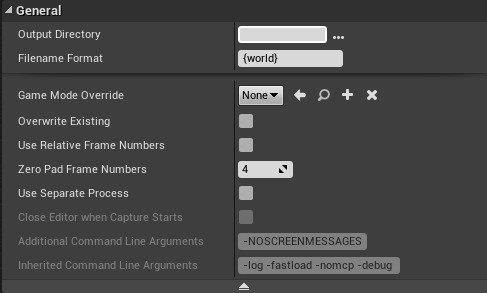 General
Output Directory ...
Filename Format {world}
Game Mode Override None
Overwrite Existing
Use Relative Frame Numbers
Zero Pad Frame Numbers 4
Use Separate Process
Close Editor when Capture Starts
Additional Command Line Arguments -NOSCREENMESSAGES
Inherited Command Line Arguments -log -fastload -nomcp -debug